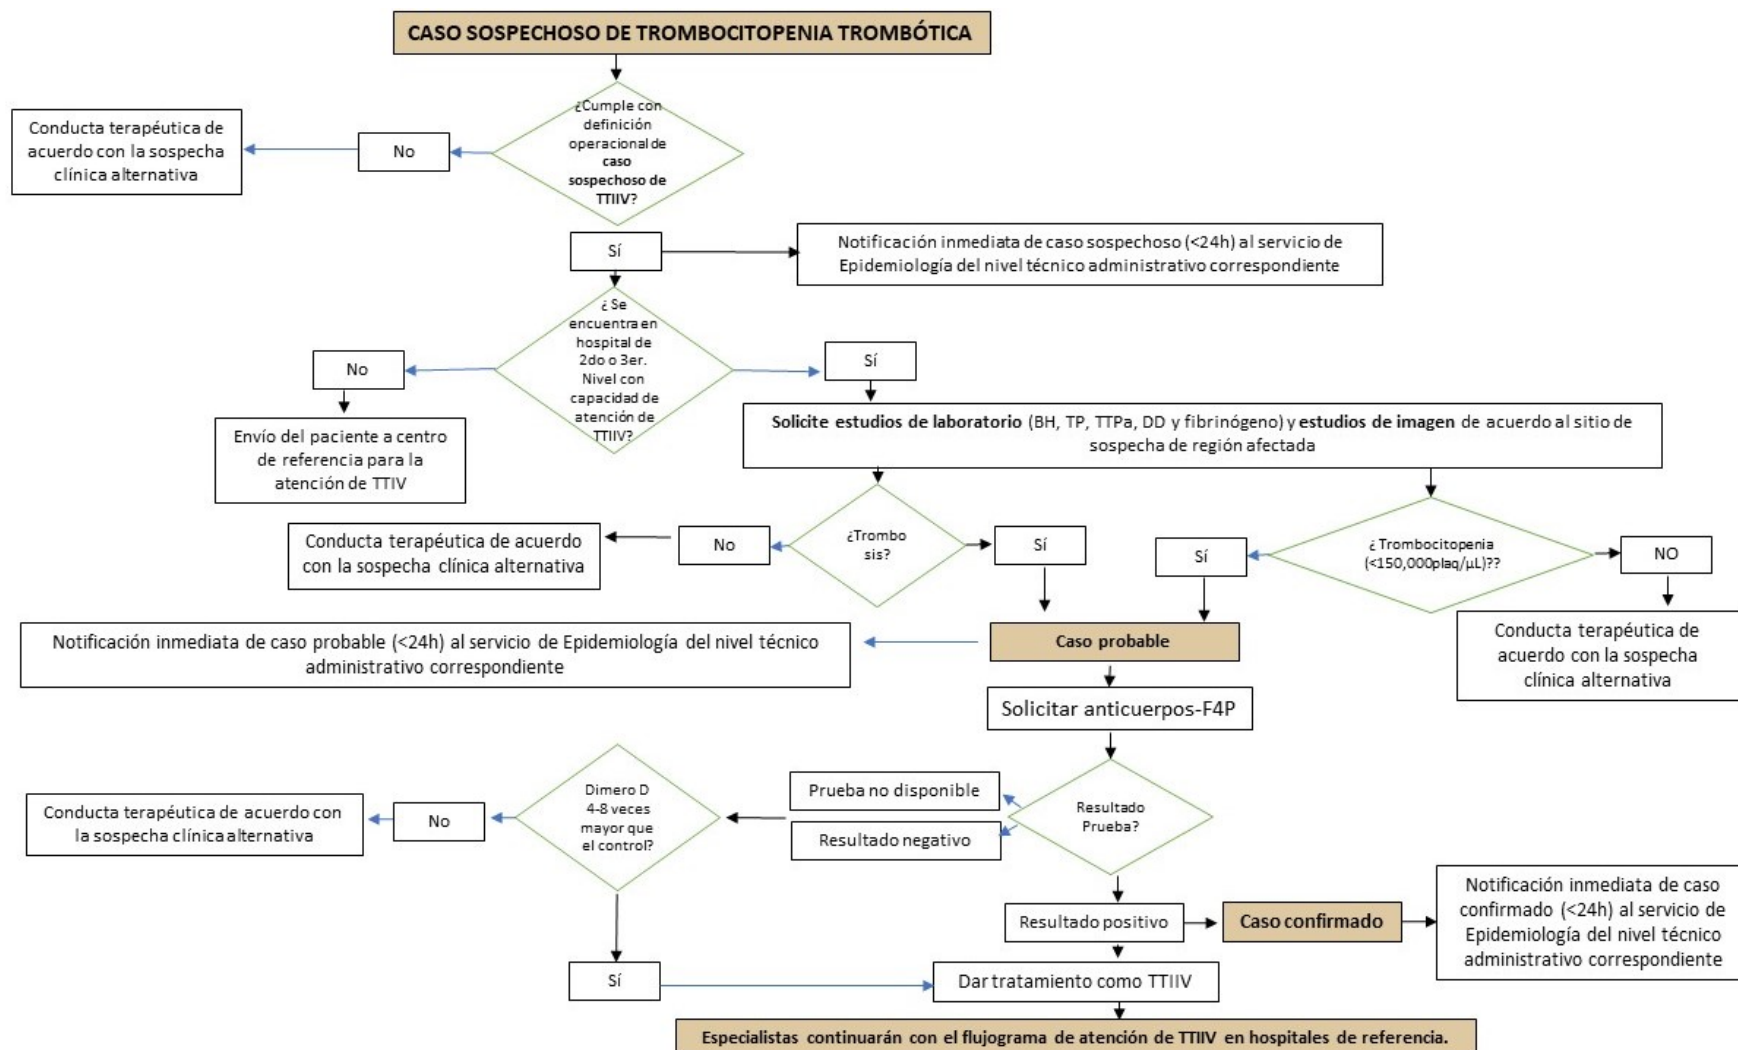 CASO SOSPECHOSO DE TROMBOCITOPENIA TROMBÓTICA
¿Cumple con
definición
operacional de
caso
sospechoso de
TTIIV?
No
Conducta terapéutica de
acuerdo con la sospecha
clínica alternativa
Sí
Notificación inmediata de caso sospechoso (<24h) al servicio de
Epidemiología del nivel técnico administrativo correspondiente
¿ Se
encuentra en
hospital de
2do o 3er.
Nivel con
capacidad de
atención de
TTIIV?
No
Sí
Envío del paciente a centro
de referencia para la
atención de TTIV
Solicite estudios de laboratorio (BH, TP, TTPa, DD y fibrinógeno) y estudios de imagen de acuerdo al sitio de
sospecha de región afectada
¿Trombo
sis?
No
Conducta terapéutica de acuerdo
con la sospecha clínica alternativa
Sí
Sí
¿ Trombocitopenia
(<150,000plaq/µL)??
NO
Conducta terapéutica de
acuerdo con la sospecha
clínica alternativa
Caso probable
Notificación inmediata de caso probable (<24h) al servicio de Epidemiología del nivel técnico
administrativo correspondiente
Solicitar anticuerpos-F4P
Resultado
Prueba?
Prueba no disponible
Resultado negativo
Dimero D
4-8 veces
mayor que
el control?
No
Conducta terapéutica de acuerdo con
la sospecha clínica alternativa
Resultado positivo
Caso confirmado
Notificación inmediata de caso
confirmado (<24h) al servicio de
Epidemiología del nivel técnico
administrativo correspondiente
Sí
Dar tratamiento como TTIIV
Especialistas continuarán con el flujograma de atención de TTIIV en hospitales de referencia.